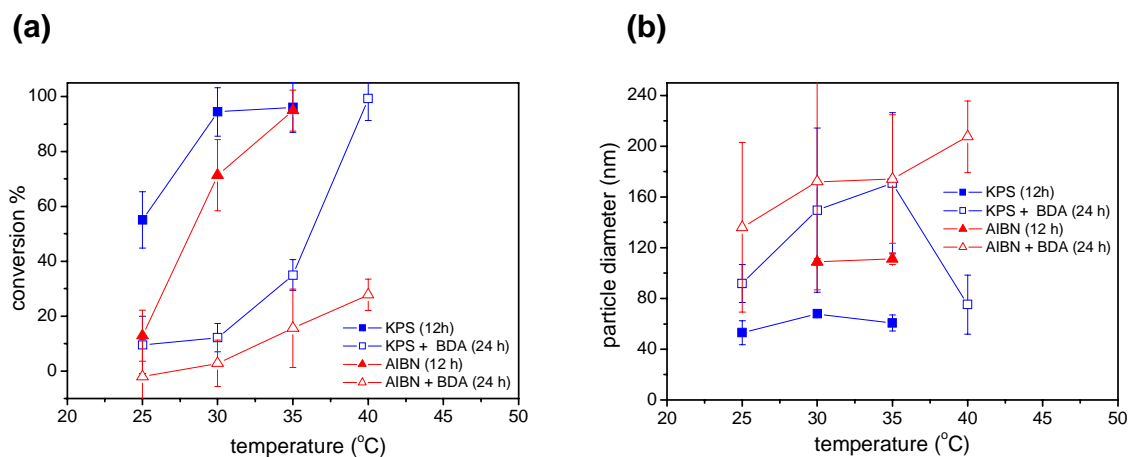 (a)
(b)
100
80
60
40
20
0
conversion %
KPS (12h)
KPS + BDA (24 h)
AIBN (12 h)
AIBN + BDA (24 h)
20 25 30 35 40 45 50
temperature (°C)
240
200
160
120
80
40
0
particle diameter (nm)
KPS (12h)
KPS + BDA (24 h)
AIBN (12 h)
AIBN + BDA (24 h)
20 25 30 35 40 45 50
temperature (°C)